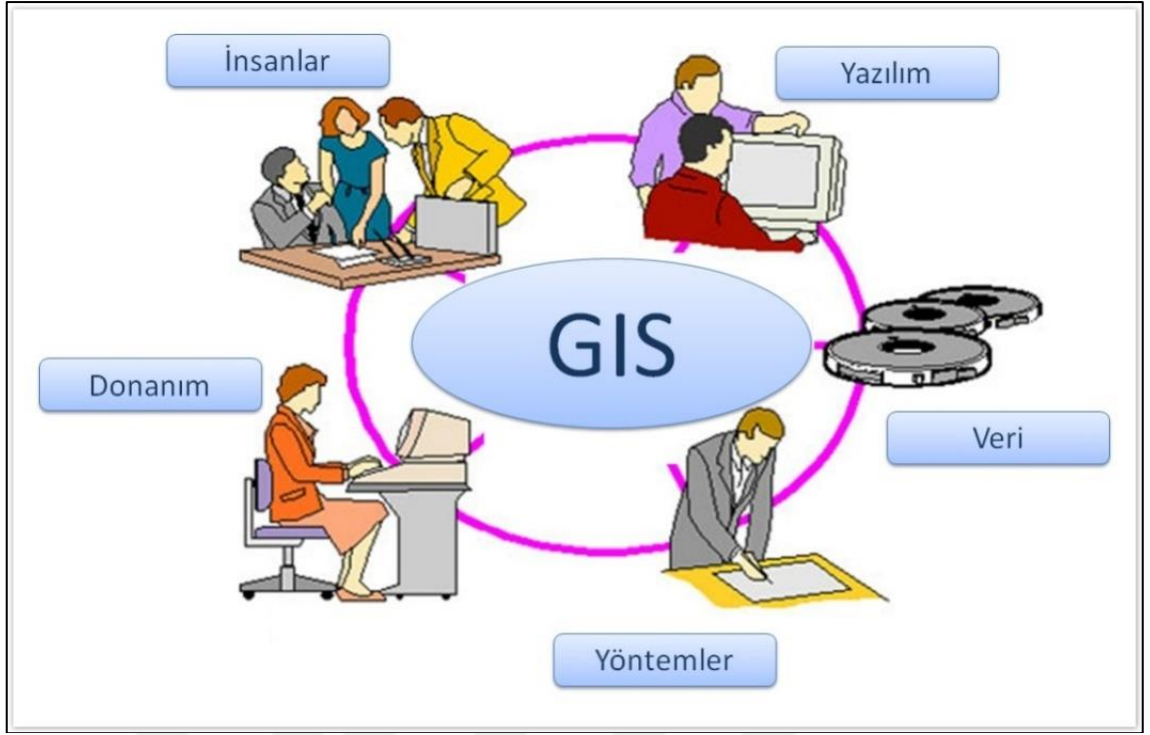 İnsanlar
Yazılım
GIS
Donanım
Veri
Yöntemler